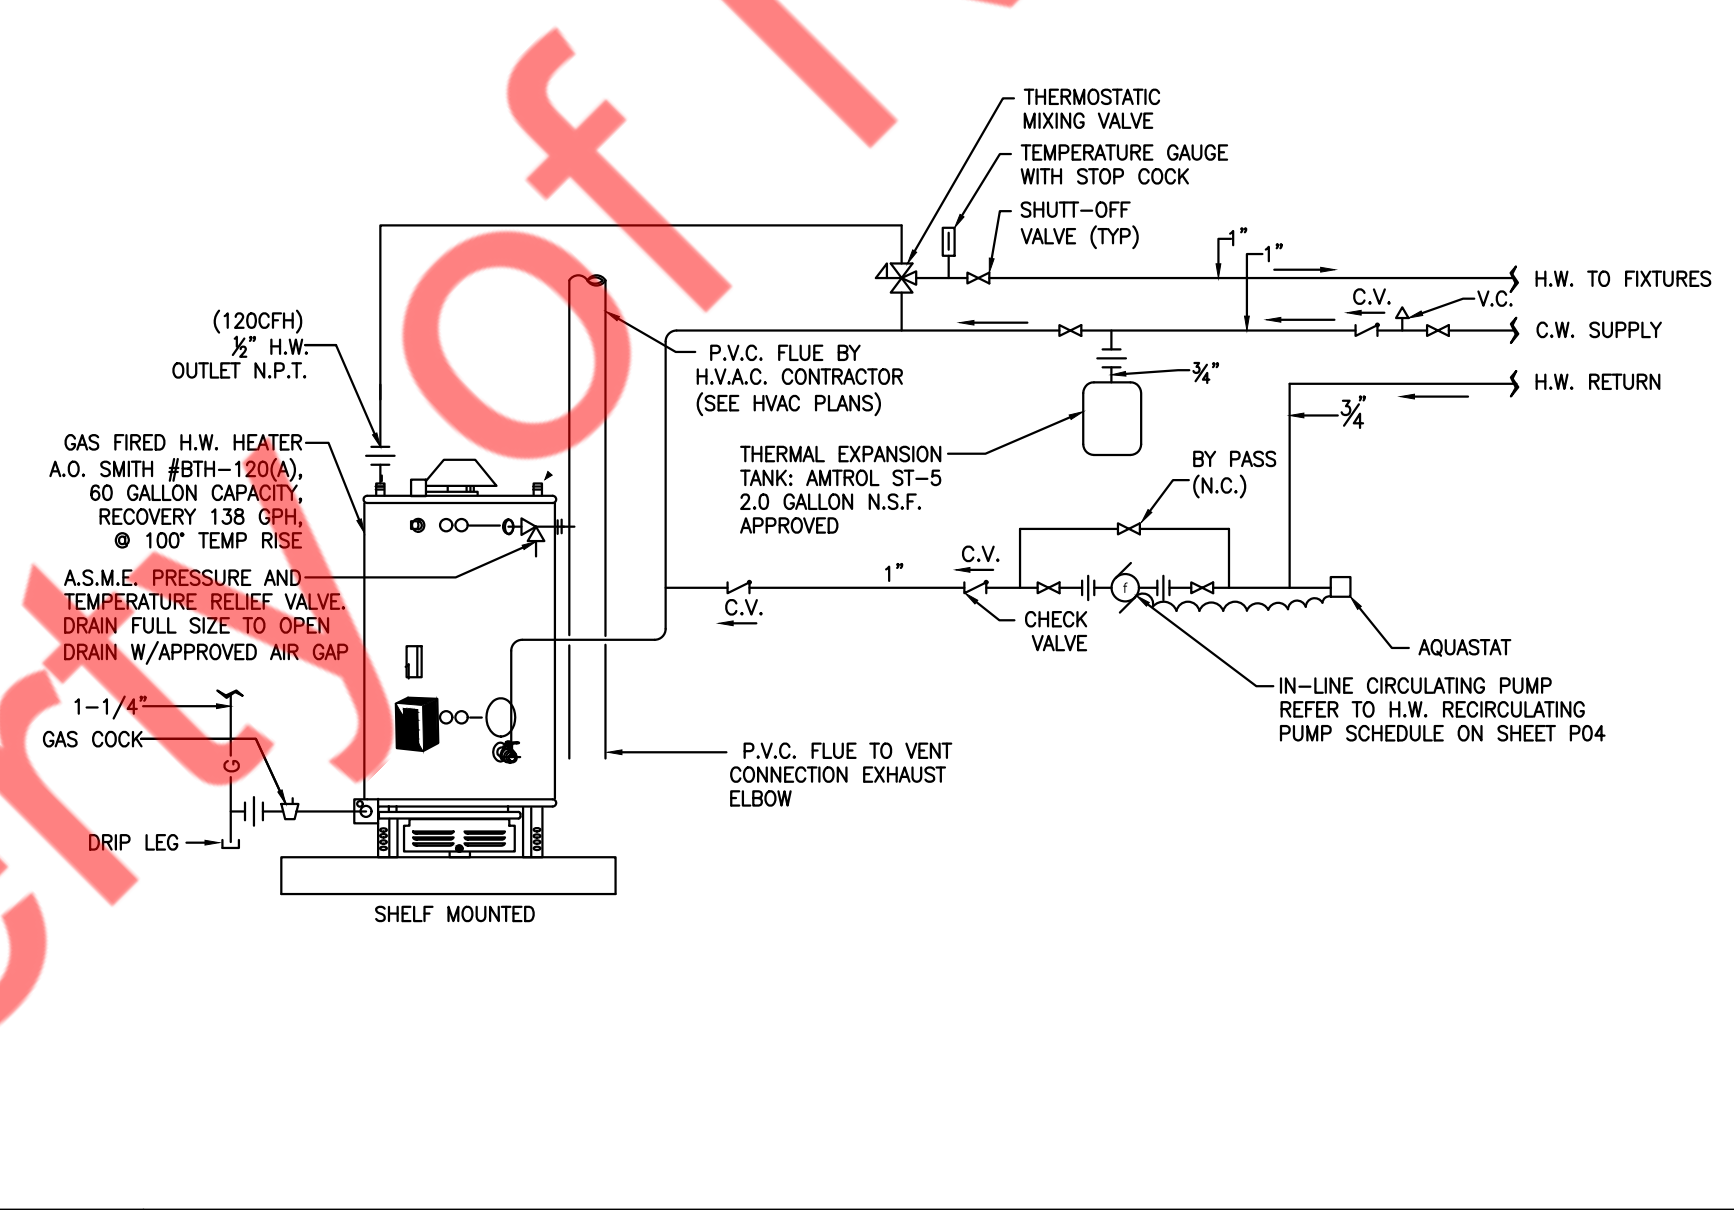 THERMOSTATIC
MIXING VALVE
TEMPERATURE GAUGE
WITH STOP COCK
SHUTT-OFF
VALVE (TYP)
1"
1"
H.W. TO FIXTURES
C.V.
V.C.
C.W. SUPPLY
H.W. RETURN
3/4"
3/4"
(120CFH)
½" H.W.
OUTLET N.P.T.
P.V.C. FLUE BY
H.V.A.C. CONTRACTOR
(SEE HVAC PLANS)
GAS FIRED H.W. HEATER
A.O. SMITH #BTH-120(A),
60 GALLON CAPACITY,
RECOVERY 138 GPH,
@ 100° TEMP RISE
THERMAL EXPANSION
TANK: AMTROL ST-5
2.0 GALLON N.S.F.
APPROVED
BY PASS
(N.C.)
A.S.M.E. PRESSURE AND
TEMPERATURE RELIEF VALVE.
DRAIN FULL SIZE TO OPEN
DRAIN W/APPROVED AIR GAP
C.V.
1"
C.V.
f
CHECK
VALVE
AQUASTAT
IN-LINE CIRCULATING PUMP
REFER TO H.W. RECIRCULATING
PUMP SCHEDULE ON SHEET P04
1-1/4"
GAS COCK
G
DRIP LEG
P.V.C. FLUE TO VENT
CONNECTION EXHAUST
ELBOW
SHELF MOUNTED
erty of